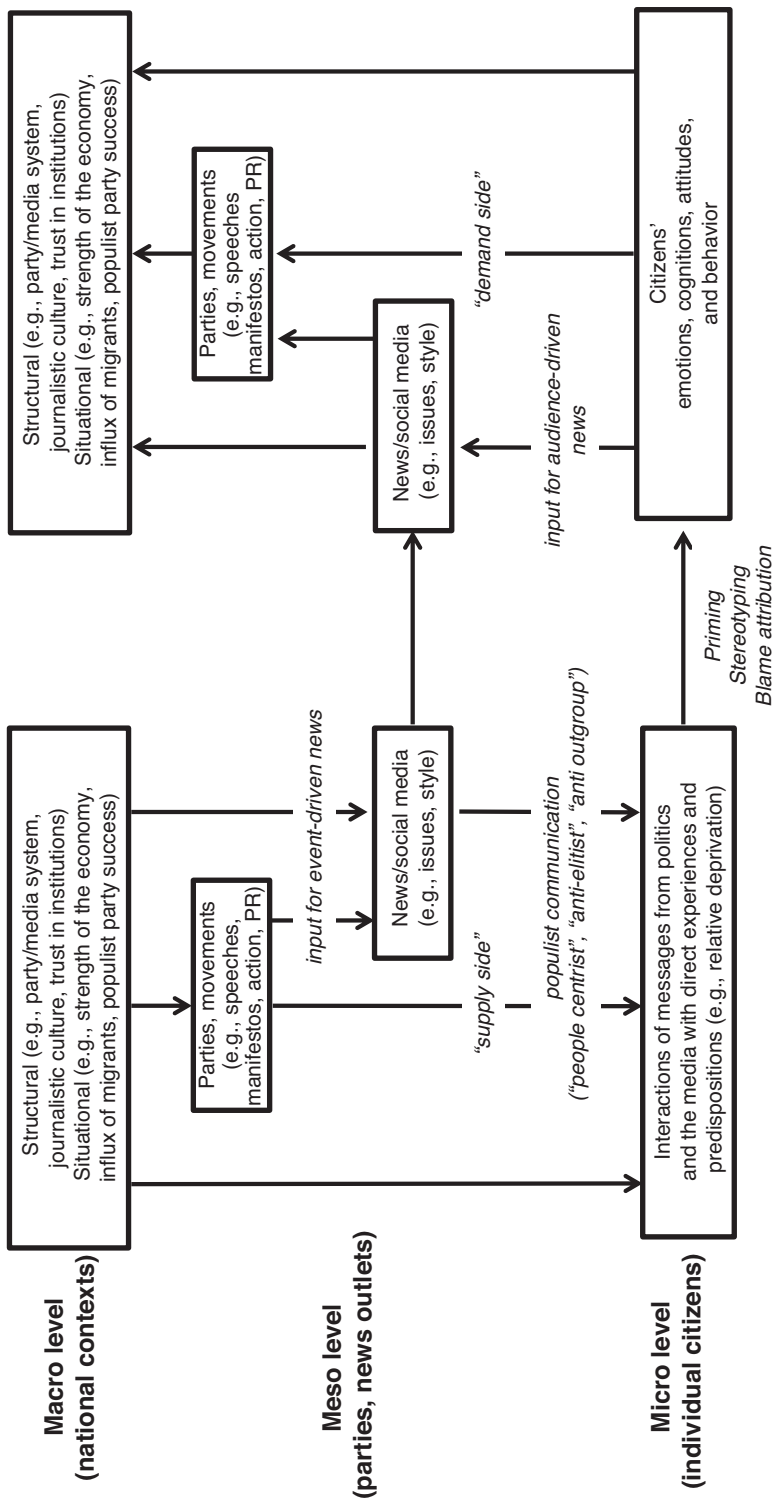 Macro level
(national contexts)
Meso level
(parties, news outlets)
Micro level
(individual citizens)
Structural (e.g., party/media system,
journalistic culture, trust in institutions)
Situational (e.g., strength of the economy,
influx of migrants, populist party success)
Parties, movements
(e.g., speeches,
manifestos, action, PR)
input for event-driven news
News/social media
(e.g., issues, style)
“supply side”
populist communication
(“people centrist”, “anti-elitist”, “anti outgroup”)
Interactions of messages from politics
and the media with direct experiences and
predispositions (e.g., relative deprivation)
Priming
Stereotyping
Blame attribution
Structural (e.g., party/media system,
journalistic culture, trust in institutions)
Situational (e.g., strength of the economy,
influx of migrants, populist party success)
Parties, movements
(e.g., speeches
manifestos, action, PR)
News/social media
(e.g., issues, style)
“demand side”
input for audience-driven
news
Citizens’
emotions, cognitions, attitudes,
and behavior